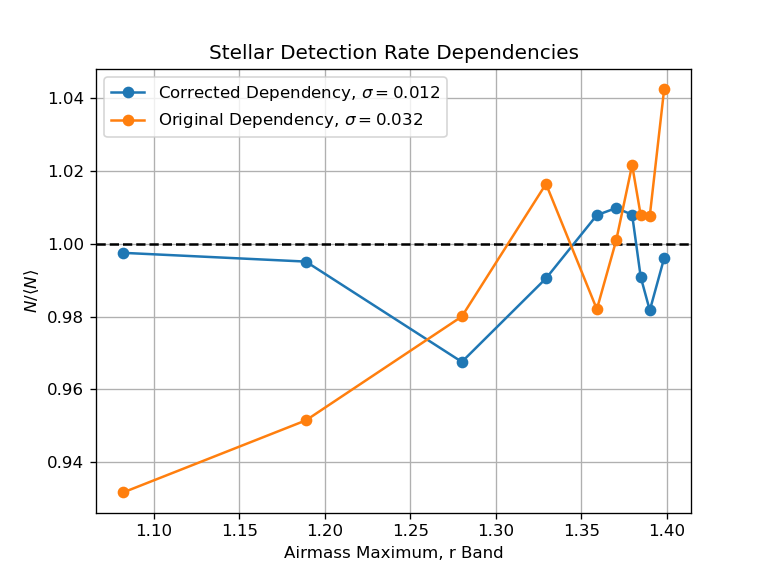 Stellar Detection Rate Dependencies
Corrected Dependency, σ = 0.012
Original Dependency, σ = 0.032
1.04
1.02
1.00
0.98
0.96
0.94
N/⟨N⟩
1.10 1.15 1.20 1.25 1.30 1.35 1.40
Airmass Maximum, r Band